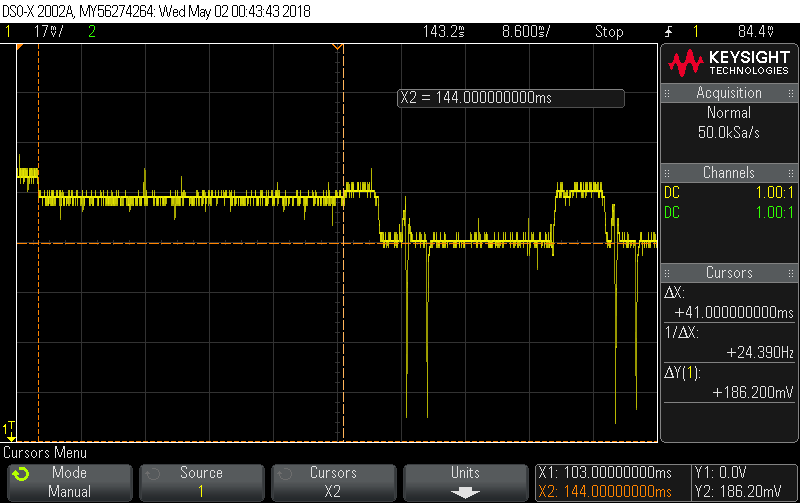 DSO-X 2002A, MY56274264: Wed May 02 00:43:43 2018
1 17V/ 2 143.2s 8.600s/ Stop 1 84.4V
X2 = 144.000000000ms
KEYSIGHT
TECHNOLOGIES
Acquisition
Normal
50.0kSa/s
Channels
DC 1.00:1
DC 1.00:1
Cursors
ΔX:
+41.000000000ms
1/ΔX:
+24.390Hz
ΔY(1):
+186.200mV
1
T
Cursors Menu
Mode
Manual
Source
1
Cursors
X2
Units
X1: 103.00000000ms
X2: 144.00000000ms
Y1: 0.0V
Y2: 186.20mV